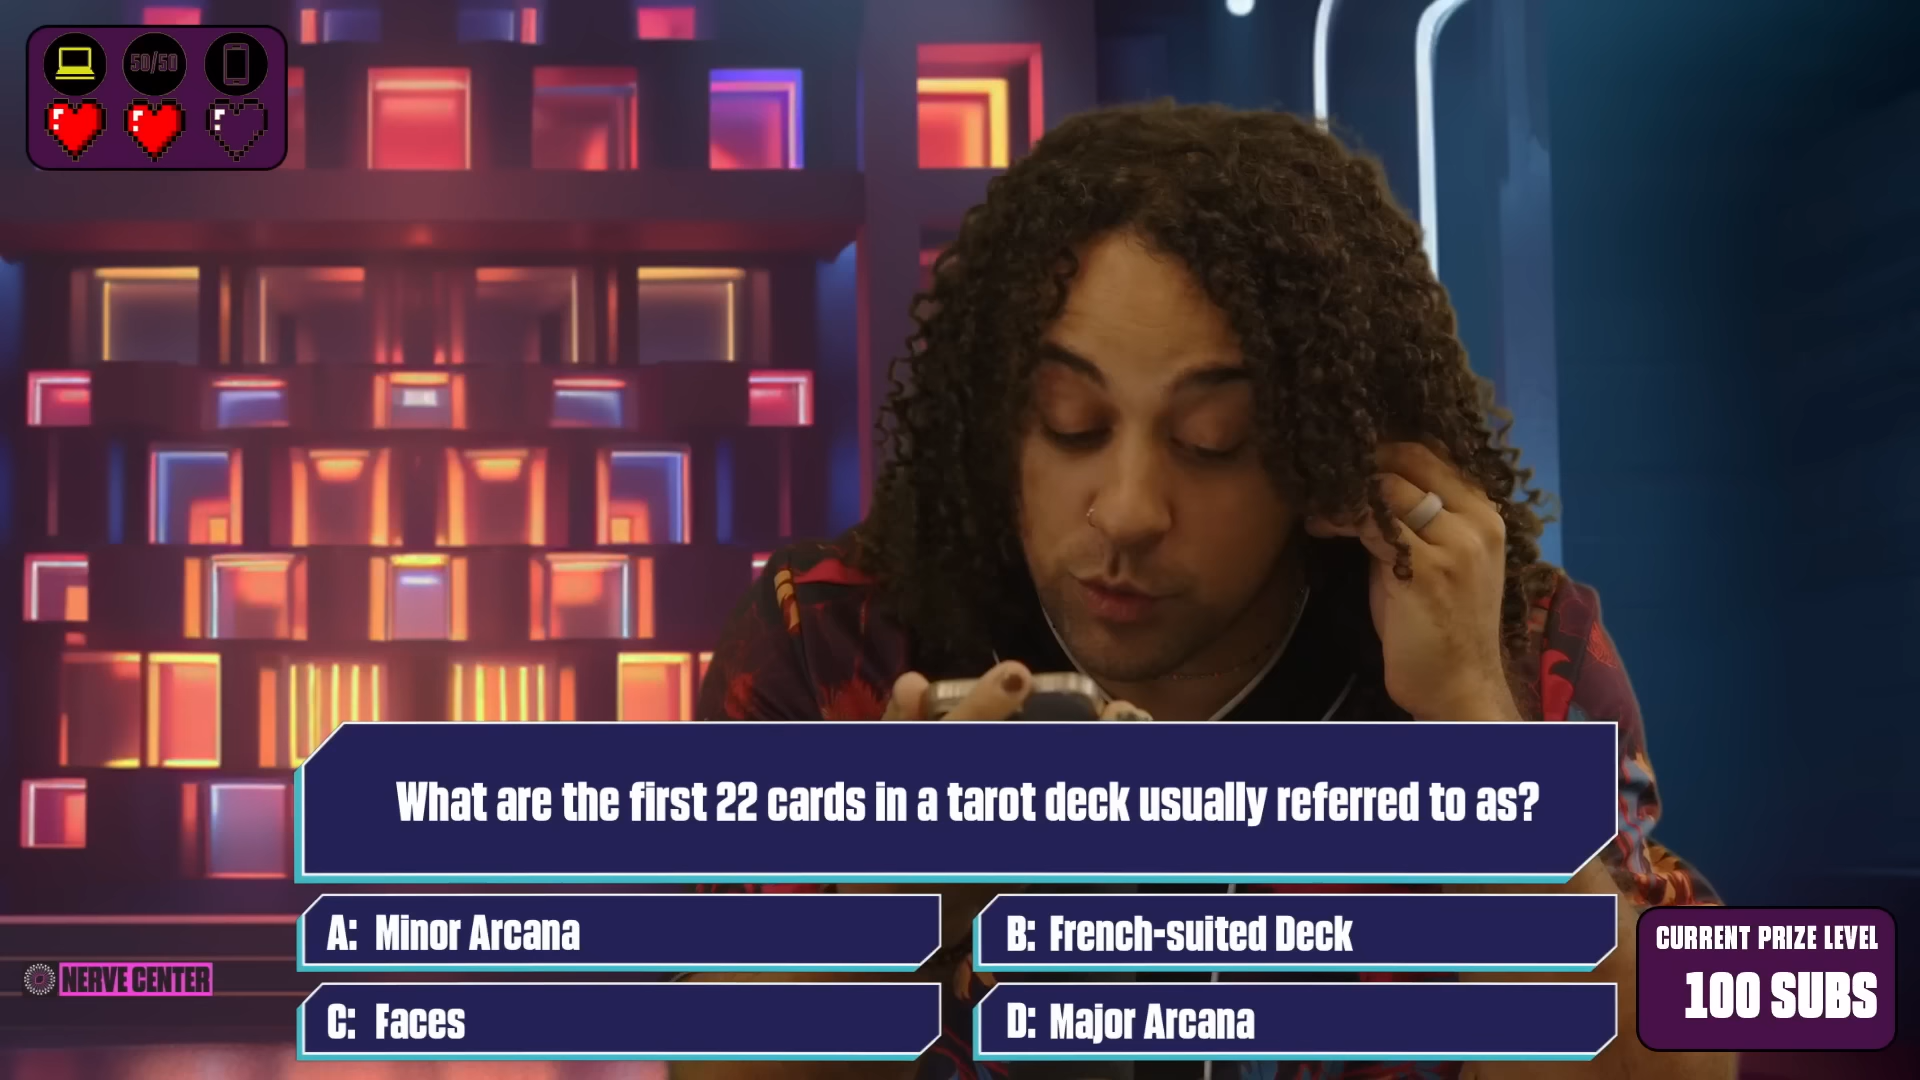 50/50
What are the first 22 cards in a tarot deck usually referred to as?
A: Minor Arcana
B: French-suited Deck
C: Faces
D: Major Arcana
NERVE CENTER
CURRENT PRIZE LEVEL
100 SUBS